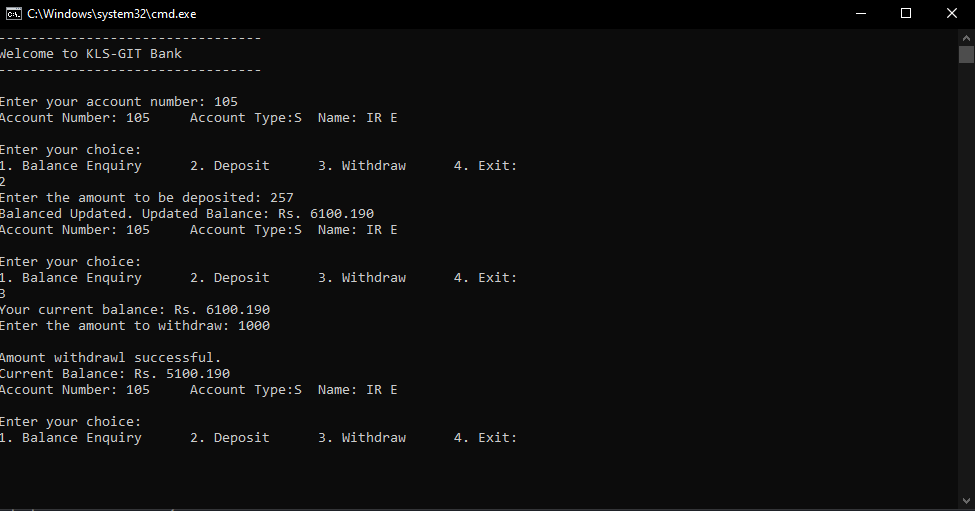 C:\Windows\system32\cmd.exe
---------------------------------
Welcome to KLS-GIT Bank
---------------------------------
Enter your account number: 105
Account Number: 105     Account Type:S  Name: IR E
Enter your choice:
1. Balance Enquiry      2. Deposit      3. Withdraw      4. Exit:
2
Enter the amount to be deposited: 257
Balanced Updated. Updated Balance: Rs. 6100.190
Account Number: 105     Account Type:S  Name: IR E
Enter your choice:
1. Balance Enquiry      2. Deposit      3. Withdraw      4. Exit:
3
Your current balance: Rs. 6100.190
Enter the amount to withdraw: 1000
Amount withdrawl successful.
Current Balance: Rs. 5100.190
Account Number: 105     Account Type:S  Name: IR E
Enter your choice:
1. Balance Enquiry      2. Deposit      3. Withdraw      4. Exit: